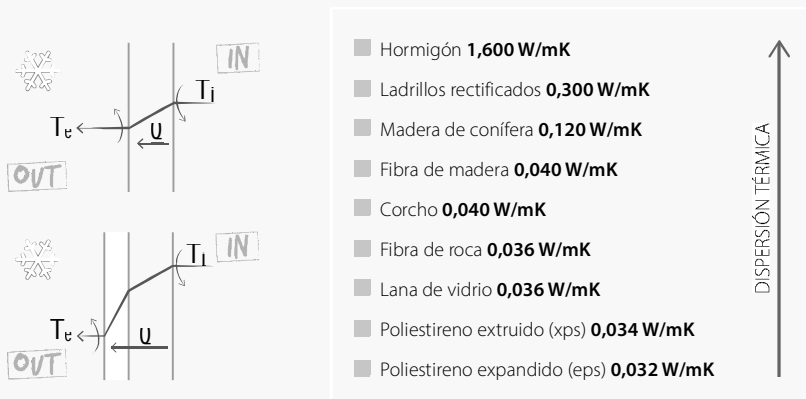 IN
Ti
Te
U
OUT
IN
Ti
Te
U
OUT
Hormigón 1,600 W/mK
Ladrillos rectificados 0,300 W/mK
Madera de conífera 0,120 W/mK
Fibra de madera 0,040 W/mK
Corcho 0,040 W/mK
Fibra de roca 0,036 W/mK
Lana de vidrio 0,036 W/mK
Poliestireno extruido (xps) 0,034 W/mK
Poliestireno expandido (eps) 0,032 W/mK
DISPERSIÓN TÉRMICA